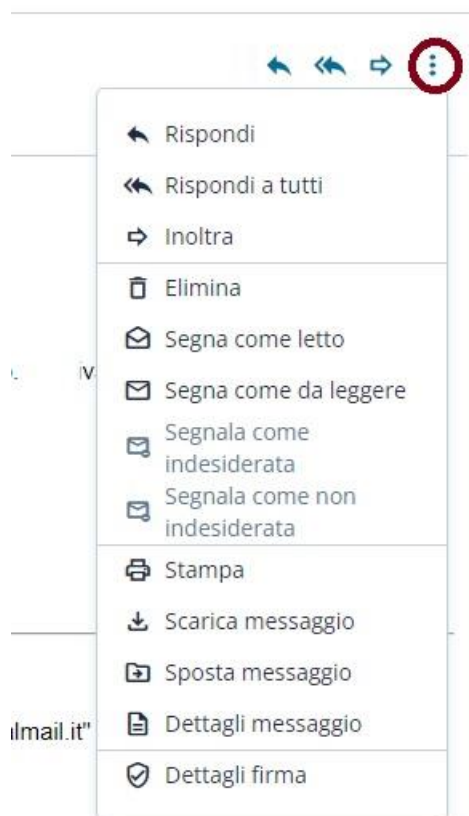 Rispondi
Rispondi a tutti
Inoltra
Elimina
Segna come letto
iv
Segna come da leggere
Segnala come
indesiderata
Segnala come non
indesiderata
Stampa
Scarica messaggio
Sposta messaggio
Dettagli messaggio
lmail.it"
Dettagli firma